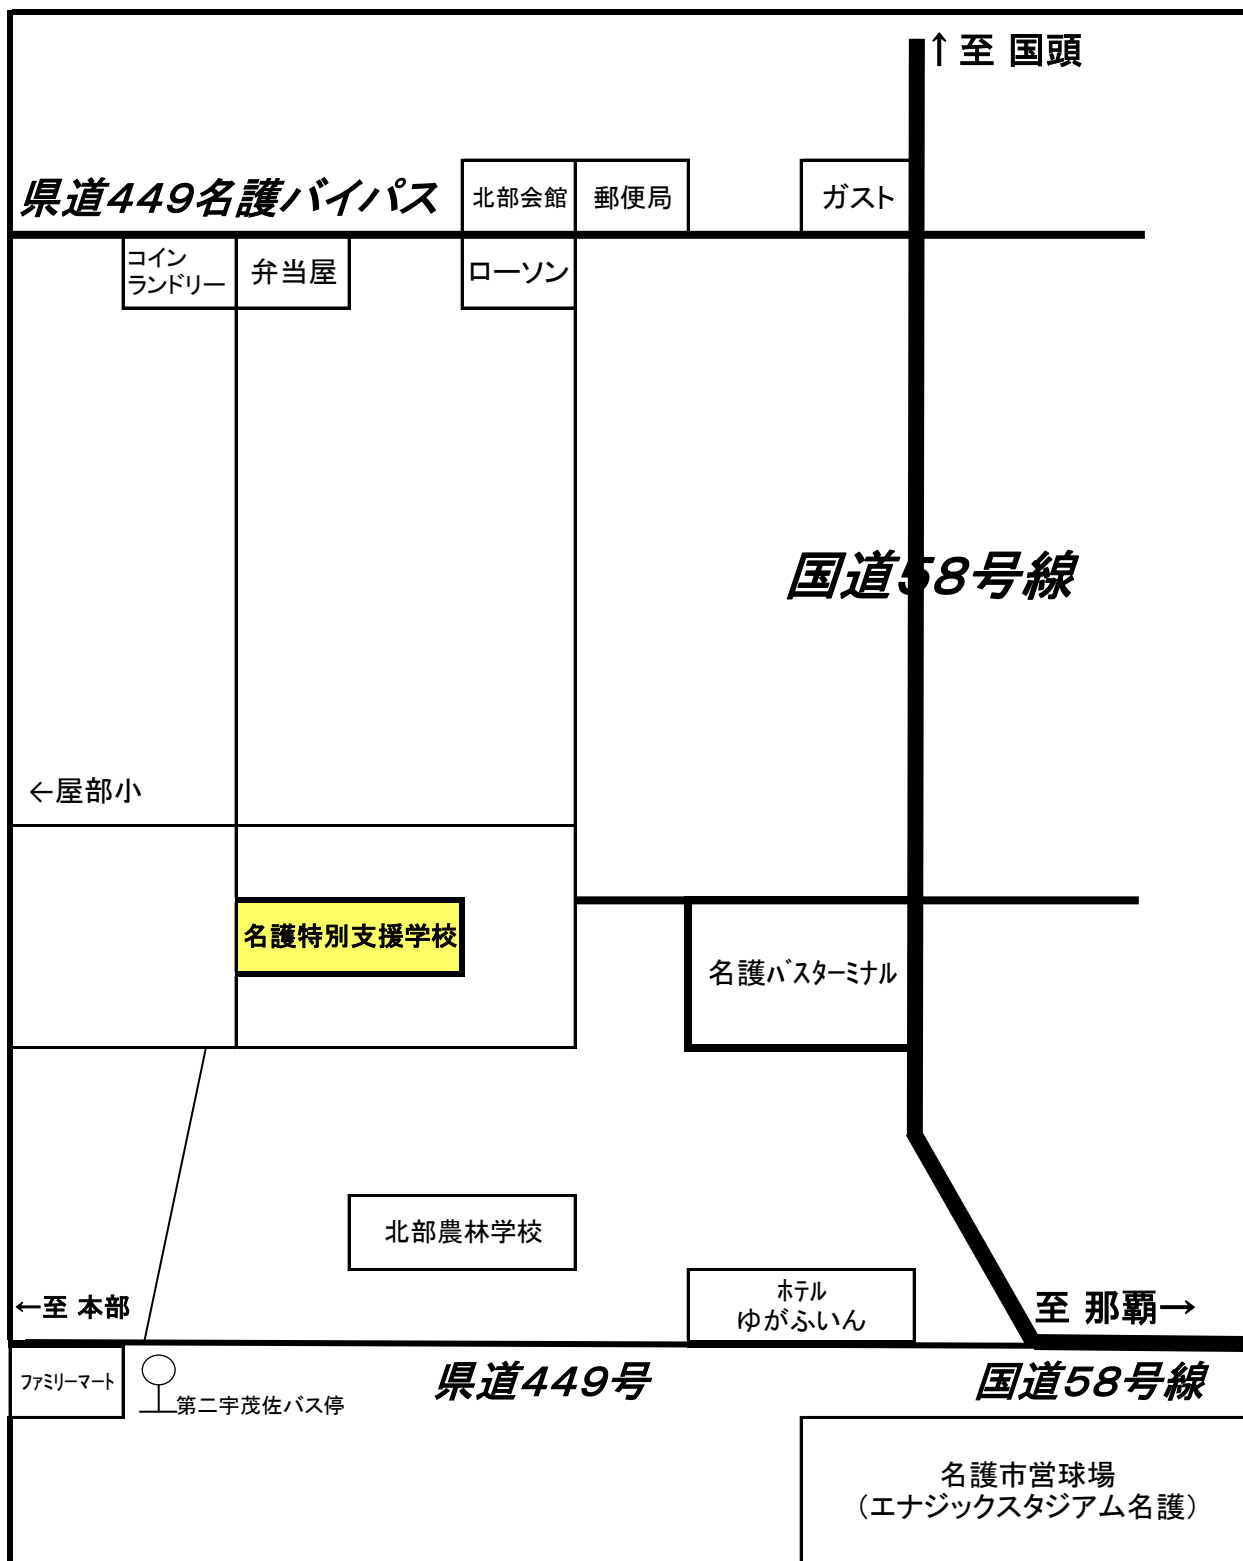 ↑至 国頭
県道449名護バイパス
北部会館
郵便局
ガスト
コイン
ランドリー
弁当屋
ローソン
国道58号線
←屋部小
名護特別支援学校
名護バスターミナル
北部農林学校
ホテル
ゆがふいん
←至 本部
至 那覇→
ファミリーマート
第二宇茂佐バス停
県道449号
国道58号線
名護市営球場
(エナジックスタジアム名護)